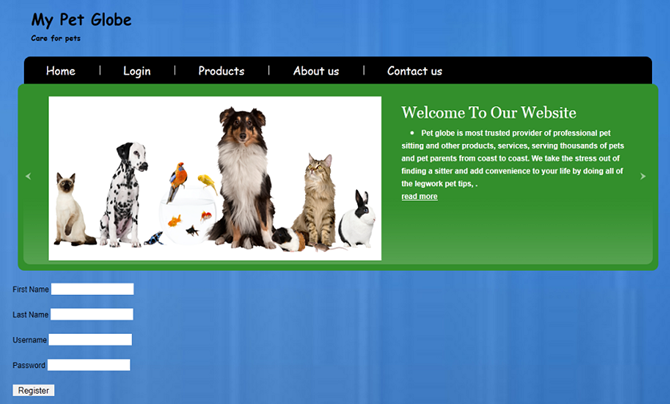 My Pet Globe
Care for pets
Home | Login | Products | About us | Contact us
Welcome To Our Website
• Pet globe is most trusted provider of professional pet
sitting and other products, services, serving thousands of pets
and pet parents from coast to coast. We take the stress out of
finding a sitter and add convenience to your life by doing all of
the legwork pet tips, .
read more
First Name
Last Name
Username
Password
Register